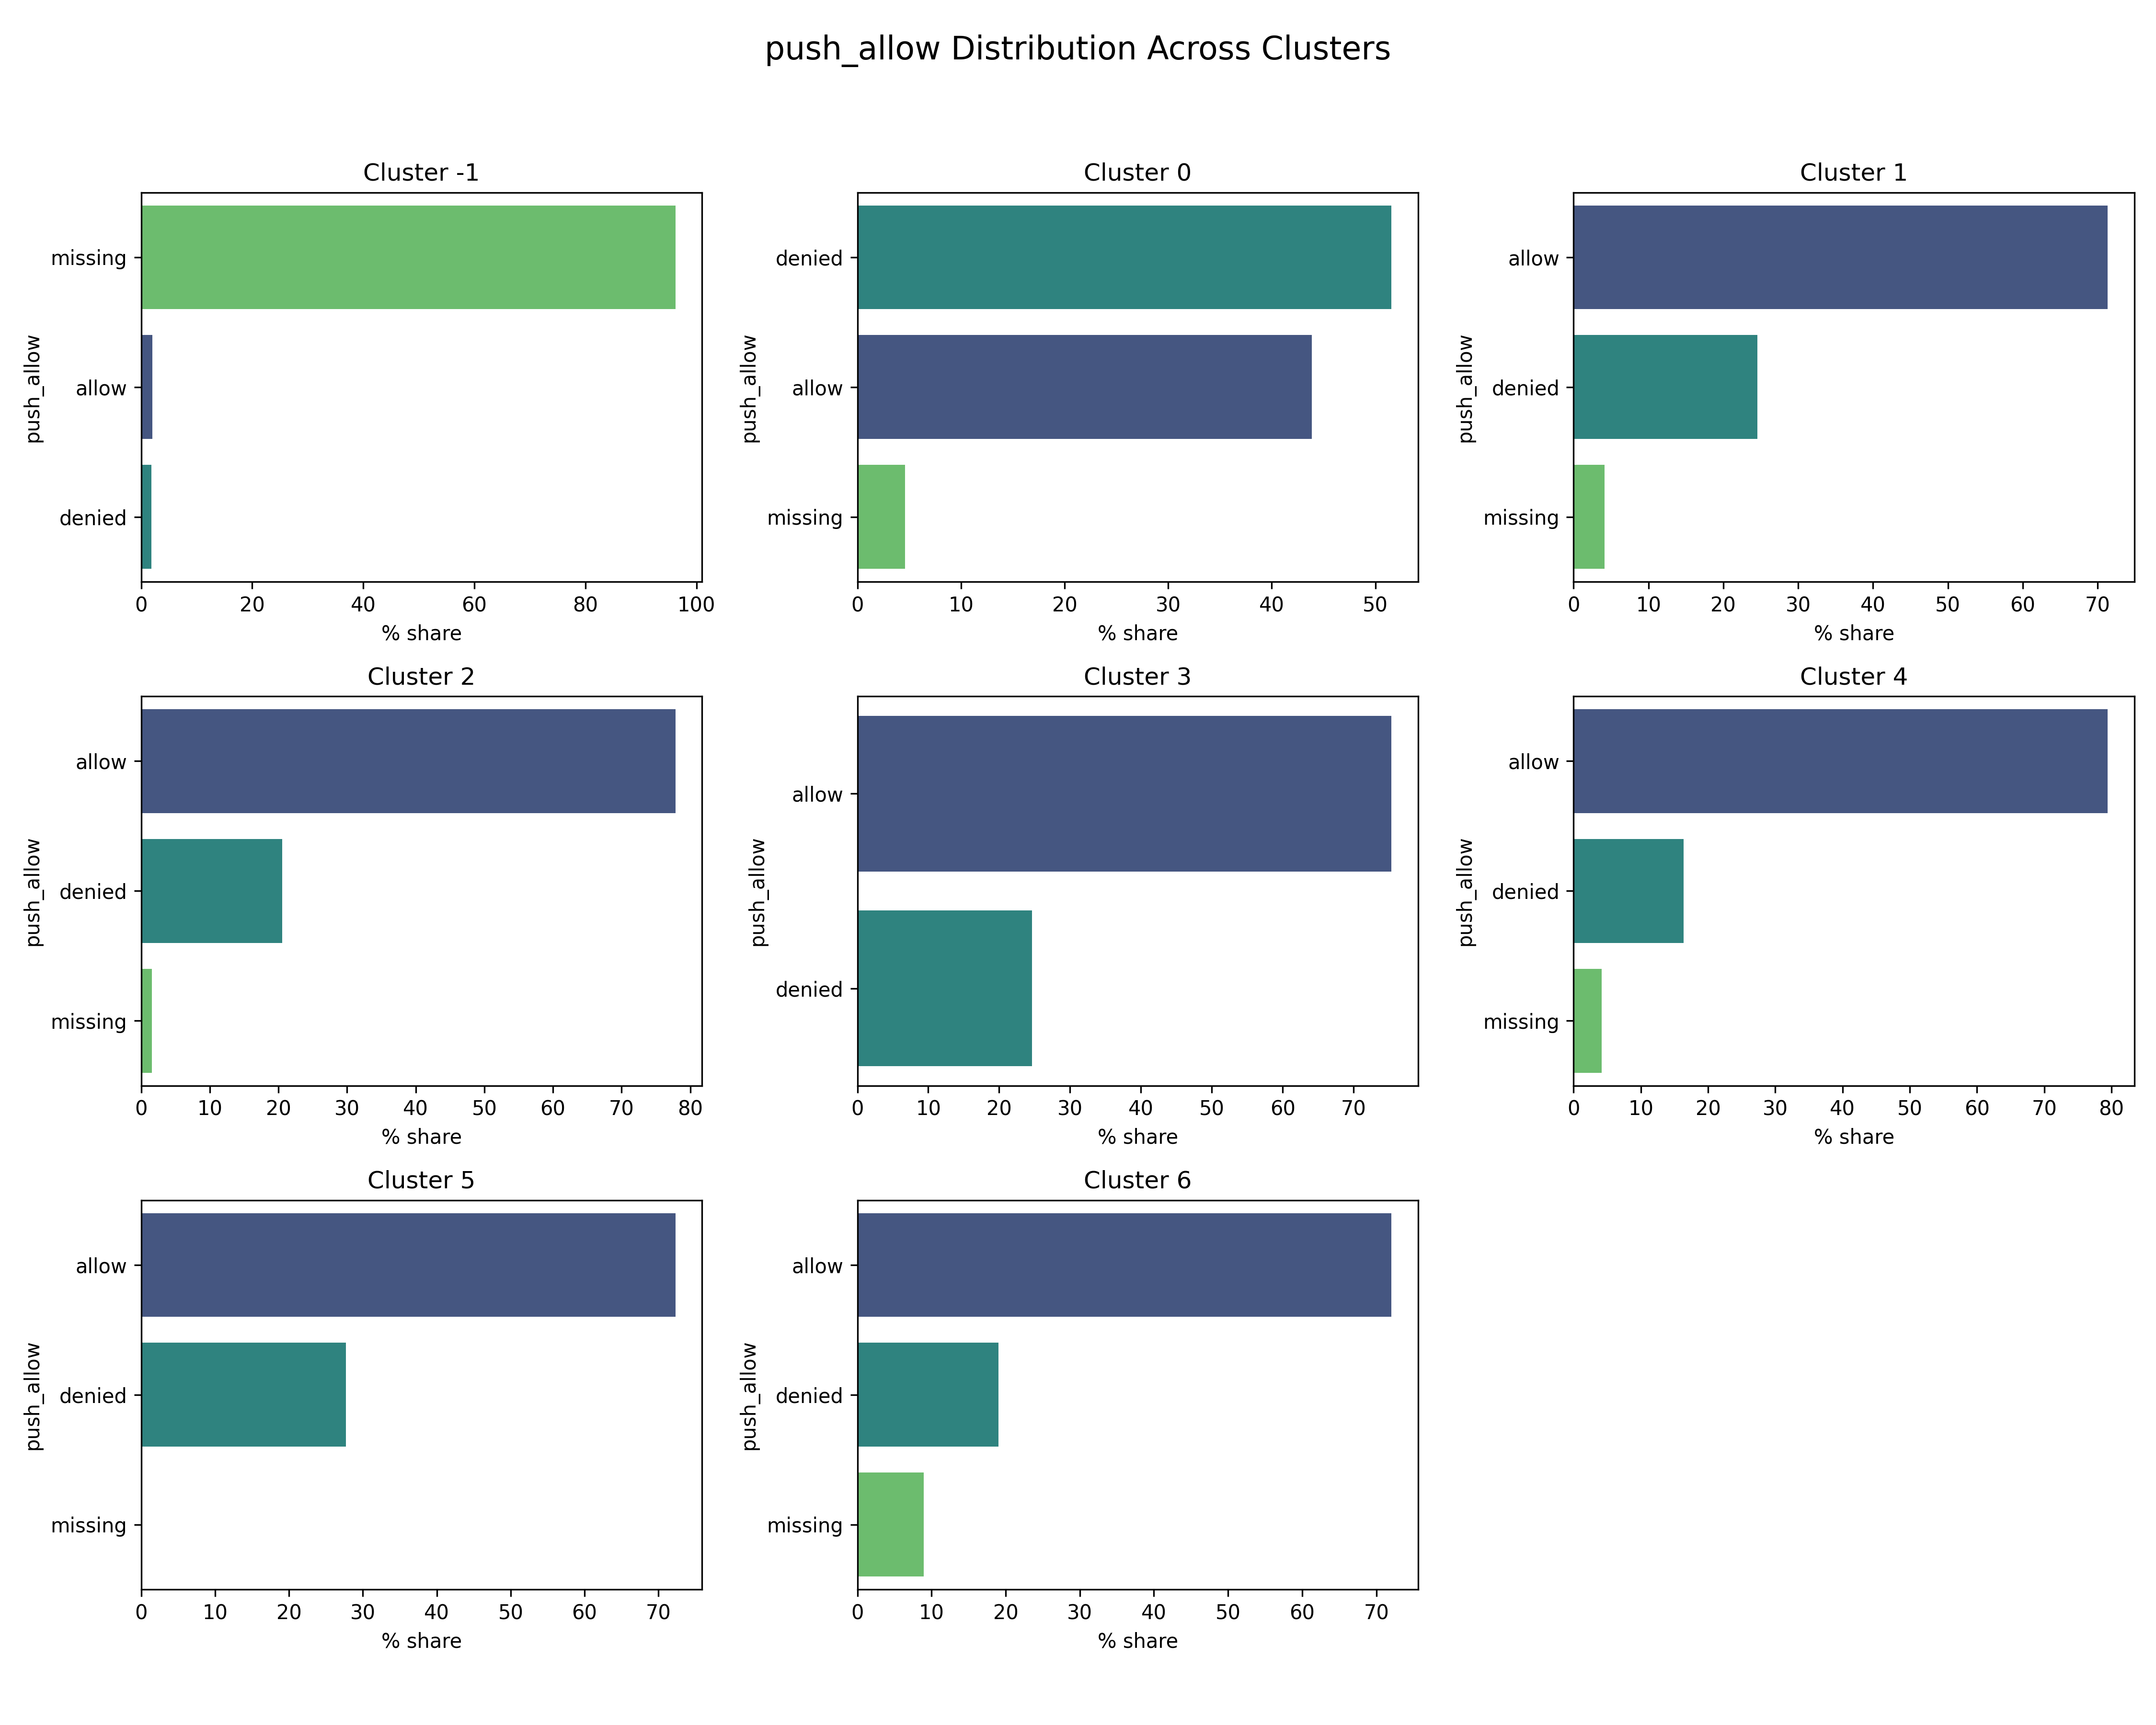 push_allow Distribution Across Clusters
Cluster -1
push_allow
missing
allow
denied
0 20 40 60 80 100
% share
Cluster 0
push_allow
denied
allow
missing
0 10 20 30 40 50
% share
Cluster 1
push_allow
allow
denied
missing
0 10 20 30 40 50 60 70
% share
Cluster 2
push_allow
allow
denied
missing
0 10 20 30 40 50 60 70 80
% share
Cluster 3
push_allow
allow
denied
0 10 20 30 40 50 60 70
% share
Cluster 4
push_allow
allow
denied
missing
0 10 20 30 40 50 60 70 80
% share
Cluster 5
push_allow
allow
denied
missing
0 10 20 30 40 50 60 70
% share
Cluster 6
push_allow
allow
denied
missing
0 10 20 30 40 50 60 70
% share